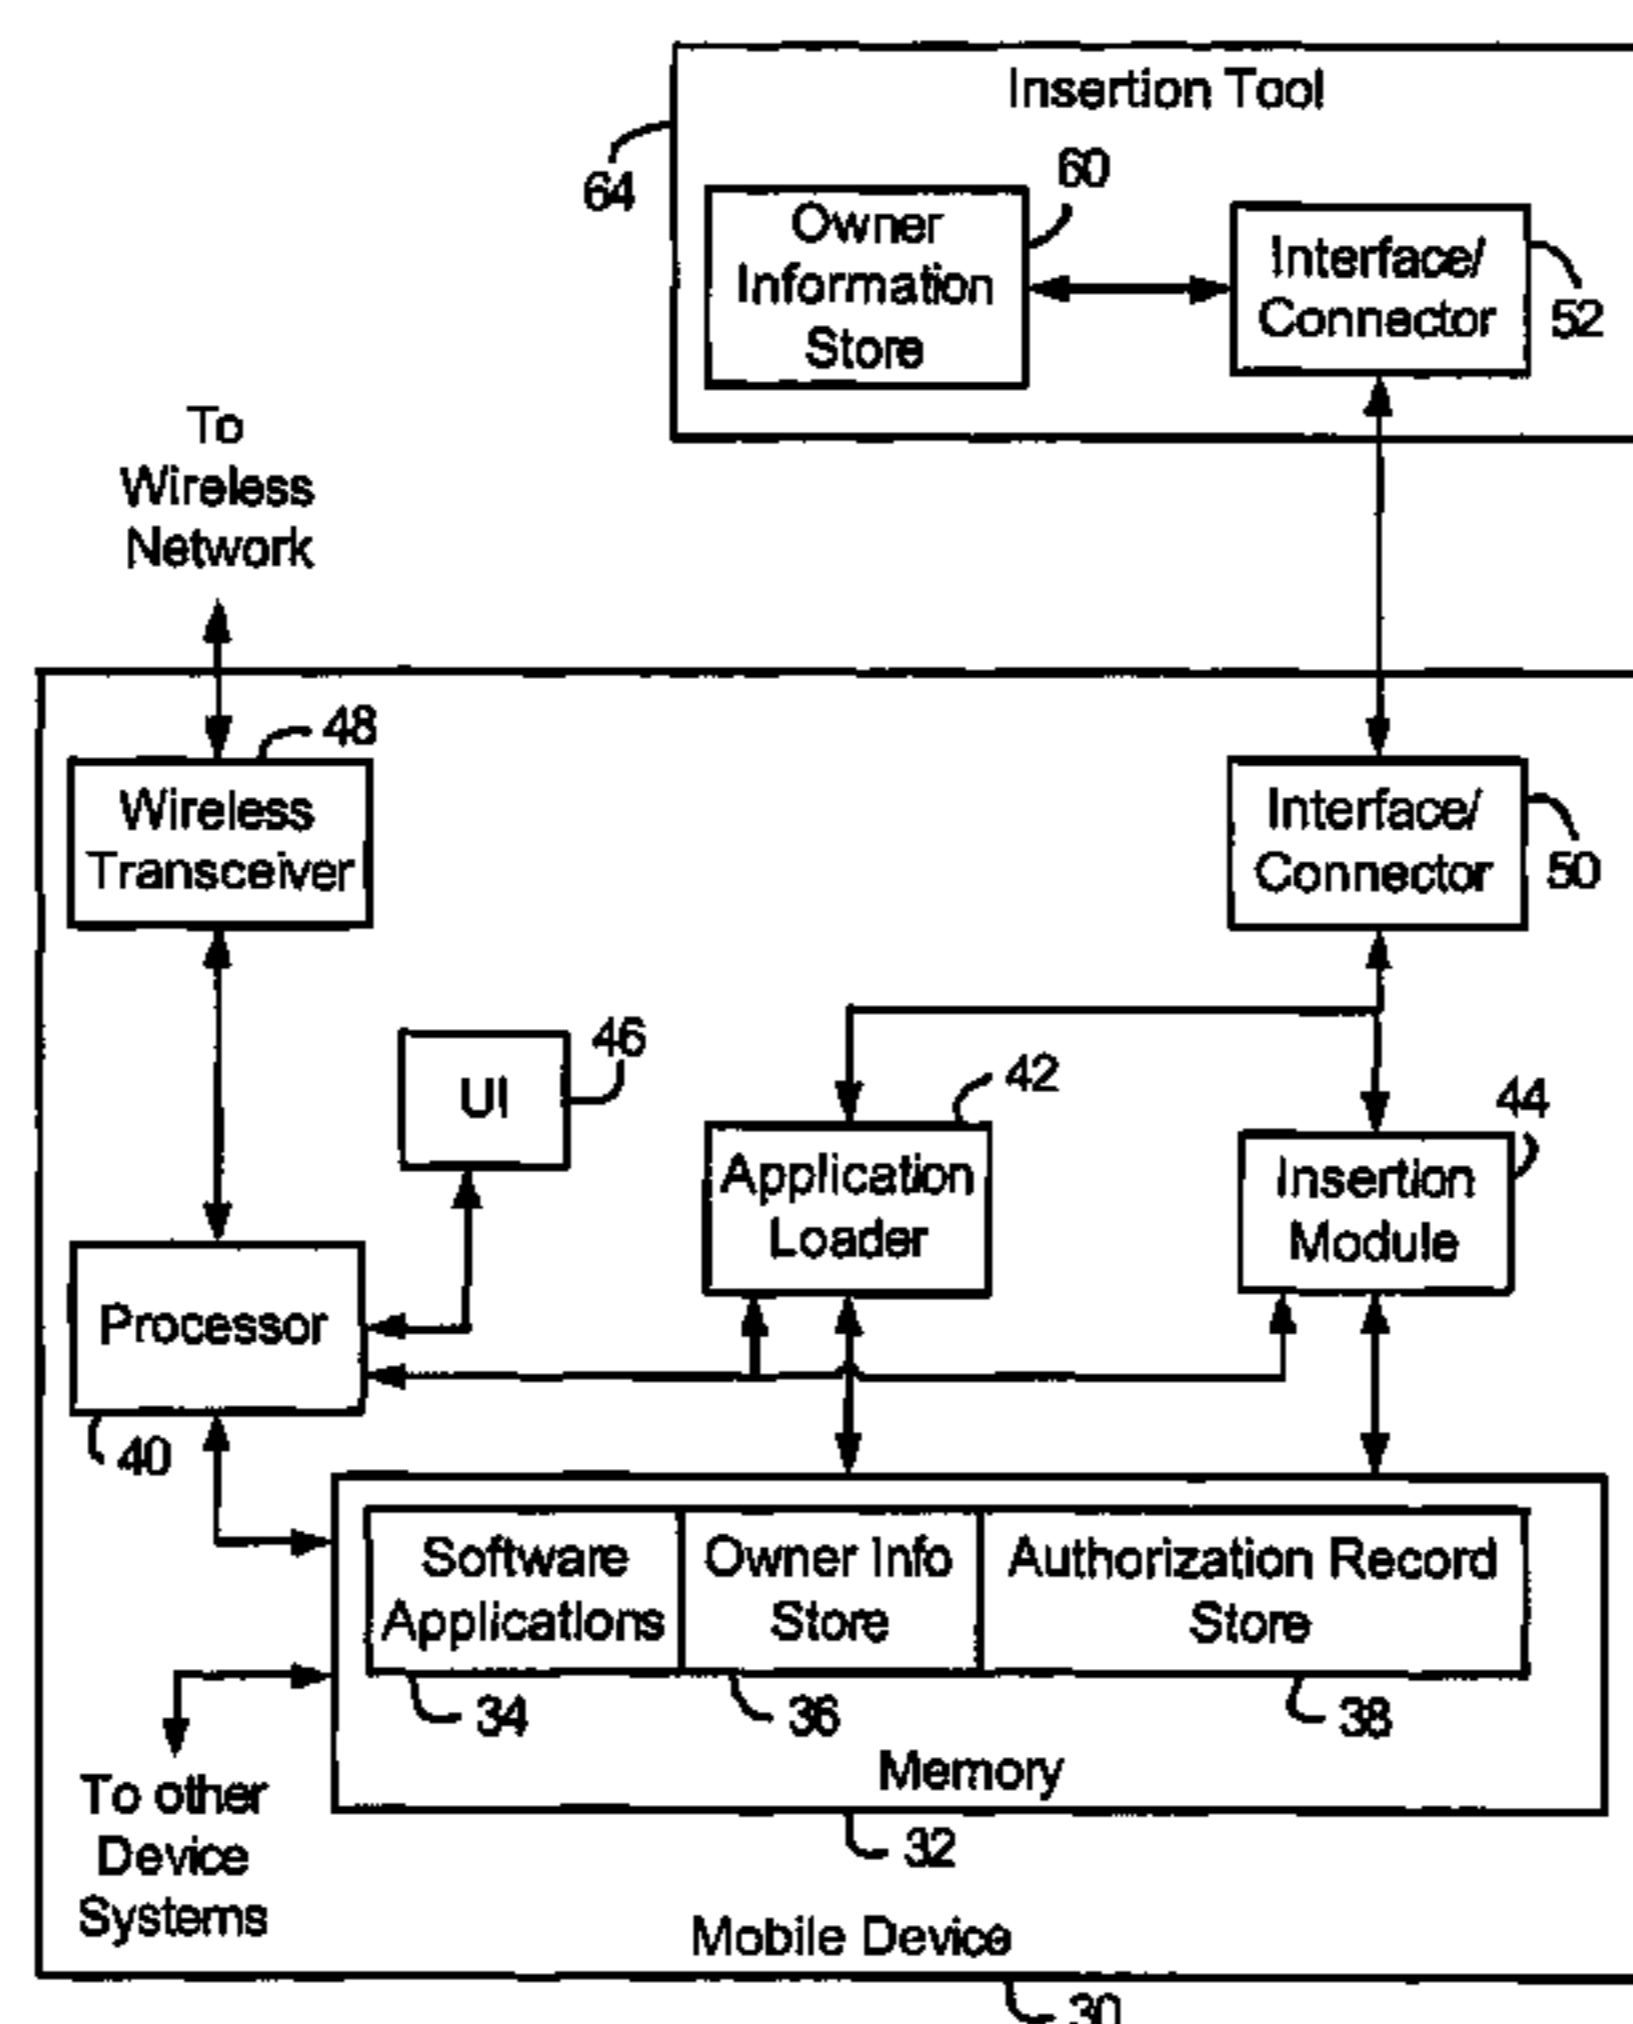 Insertion Tool
64
60
Owner
Information
Store
Interface/
Connector
52
To
Wireless
Network
48
Wireless
Transceiver
Interface/
Connector
50
46
UI
42
Application
Loader
44
Insertion
Module
Processor
40
Software
Applications
Owner Info
Store
Authorization Record
Store
34
36
38
Memory
32
To other
Device
Systems
Mobile Device
30